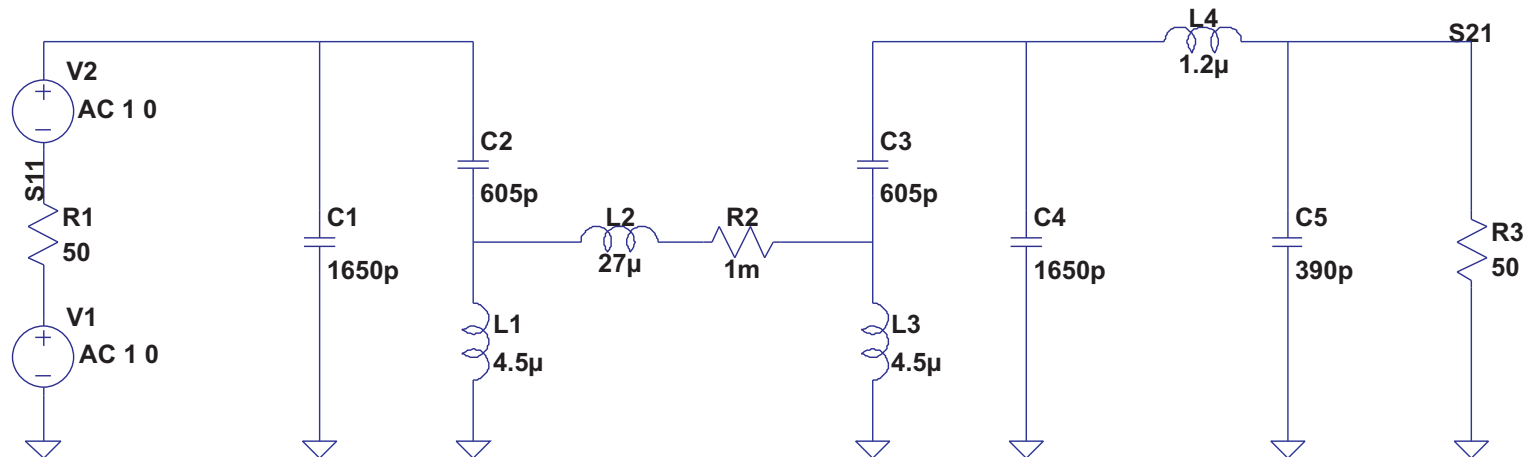 V2
AC 1 0
S11
R1
50
V1
AC 1 0
C1
1650p
C2
605p
L1
4.5µ
L2
27µ
R2
1m
C3
605p
L3
4.5µ
C4
1650p
L4
1.2µ
C5
390p
S21
R3
50